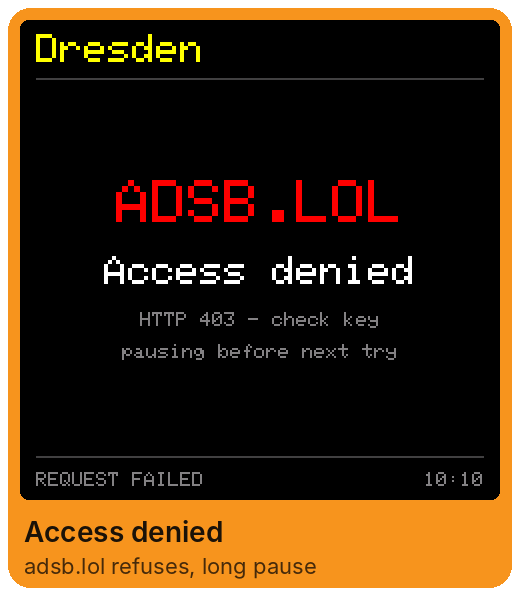 Dresden
ADSB.LOL
Access denied
HTTP 403 - check key
pausing before next try
REQUEST FAILED 10:10
Access denied
adsb.lol refuses, long pause